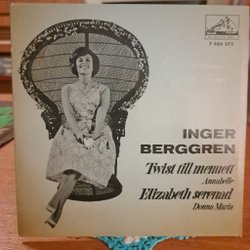 INGER
BERGGREN
Twist till menuett
Annabelle
Elizabeth serenad
Donna Maria